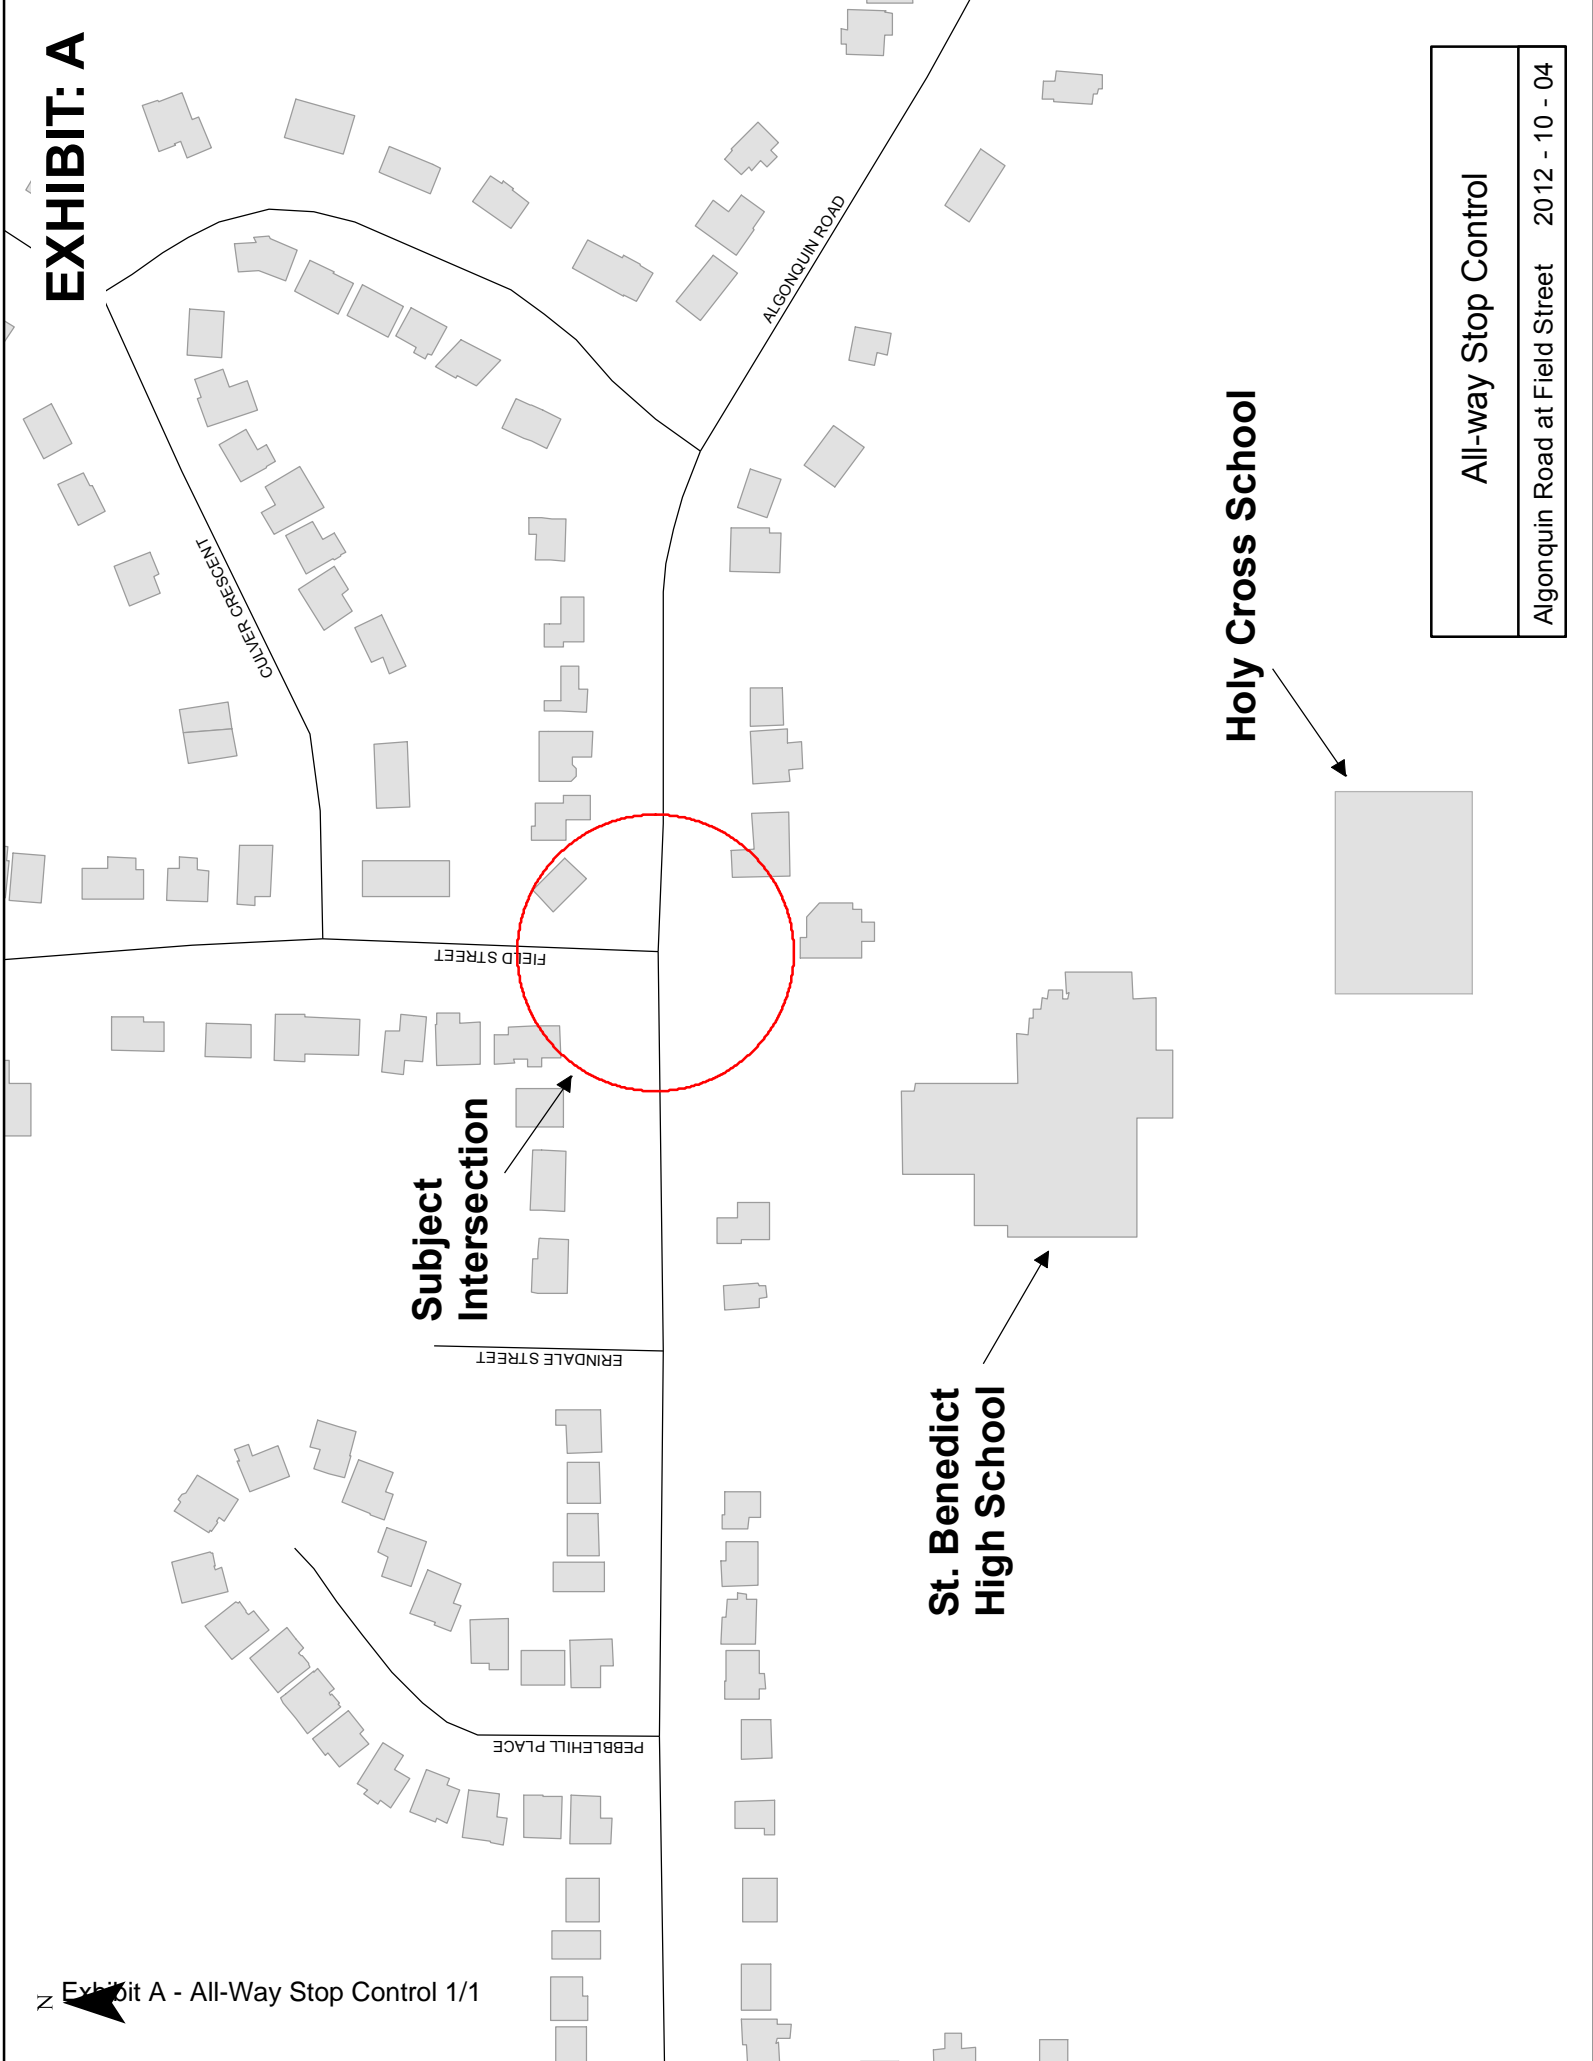 EXHIBIT: A
CULVER CRESCENT
ALGONQUIN ROAD
FIELD STREET
Subject
Intersection
ERINDALE STREET
PEBBLEHILL PLACE
St. Benedict
High School
Holy Cross School
All-way Stop Control
Algonquin Road at Field Street 2012 - 10 - 04
N
Exhibit A - All-Way Stop Control 1/1